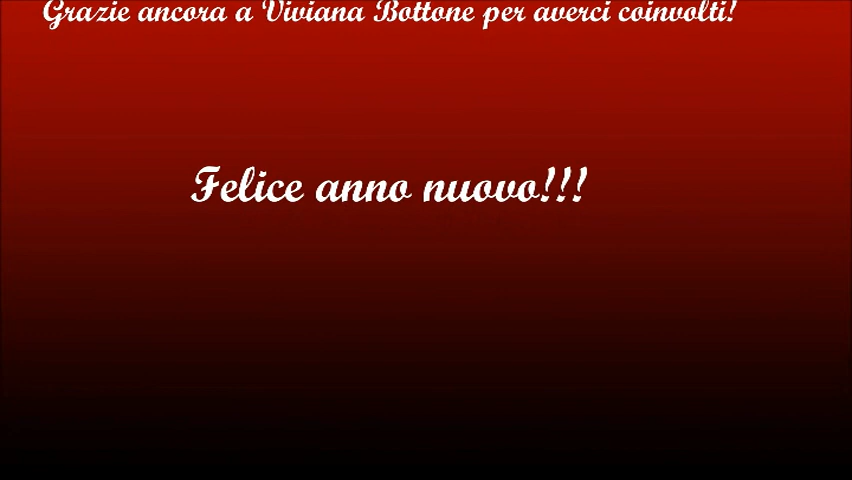 Grazie ancora a Viviana Bottone per averci coinvolti!
Felice anno nuovo!!!